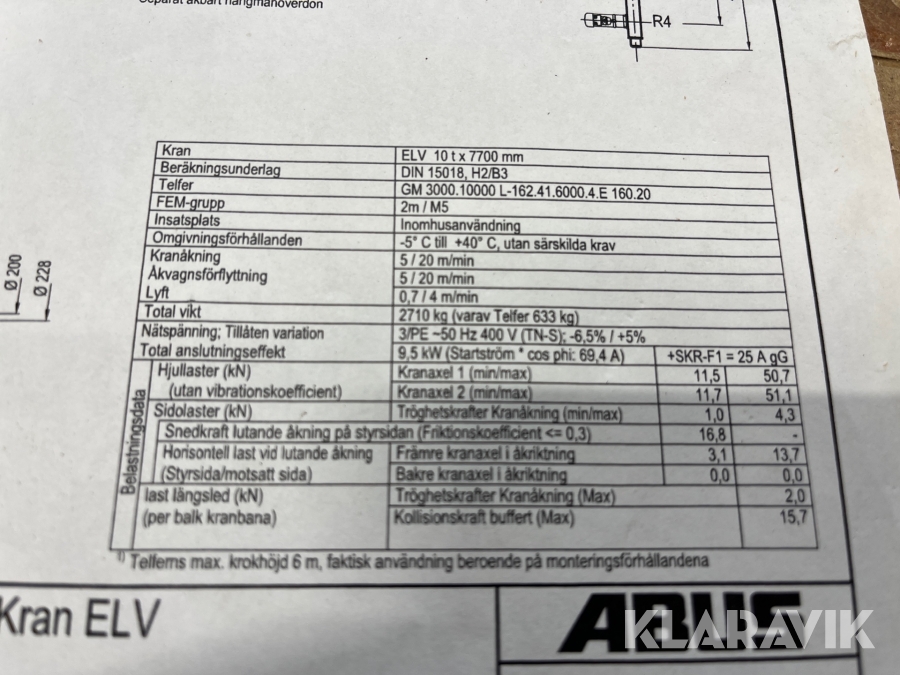 Separat åkbart hängmanöverdon
R4
Ø 200
Ø 228
Kran ELV 10 t x 7700 mm
Beräkningsunderlag DIN 15018, H2/B3
Telfer GM 3000.10000 L-162.41.6000.4.E 160.20
FEM-grupp 2m / M5
Insatsplats Inomhusanvändning
Omgivningsförhållanden -5° C till +40° C, utan särskilda krav
Kranåkning 5 / 20 m/min
Åkvagnsförflyttning 5 / 20 m/min
Lyft 0,7 / 4 m/min
Total vikt 2710 kg (varav Telfer 633 kg)
Nätspänning; Tillåten variation 3/PE ~50 Hz 400 V (TN-S); -6,5% / +5%
Total anslutningseffekt 9,5 kW (Startström * cos phi: 69,4 A) +SKR-F1 = 25 A gG
Belastningsdata
Hjullaster (kN) Kranaxel 1 (min/max) 11,5 50,7
(utan vibrationskoefficient) Kranaxel 2 (min/max) 11,7 51,1
Sidolaster (kN) Tröghetskrafter Kranåkning (min/max) 1,0 4,3
Snedkraft lutande åkning på styrsidan (Friktionskoefficient <= 0,3) 16,8 -
Horisontell last vid lutande åkning Främre kranaxel i åkriktning 3,1 13,7
(Styrsida/motsatt sida) Bakre kranaxel i åkriktning 0,0 0,0
last längsled (kN) Tröghetskrafter Kranåkning (Max) 2,0
(per balk kranbana) Kollisionskraft buffert (Max) 15,7
¹⁾ Telferns max. krokhöjd 6 m, faktisk användning beroende på monteringsförhållandena
Kran ELV
ABUS
KLARAVIK